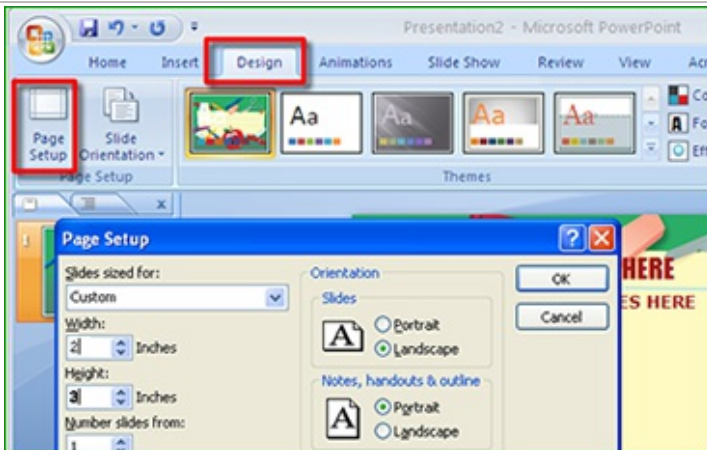 Presentation2 - Microsoft PowerPoint
Home Insert Design Animations Slide Show Review View
Page Setup
Slide Orientation
Aa Aa Aa Aa
Page Setup
Themes
1
Page Setup
Slides sized for:
Custom
Width:
2 Inches
Height:
3 Inches
Number slides from:
1
Orientation
Slides
A
Portrait
Landscape
Notes, handouts & outline
A
Portrait
Landscape
OK
Cancel
HERE
ES HERE